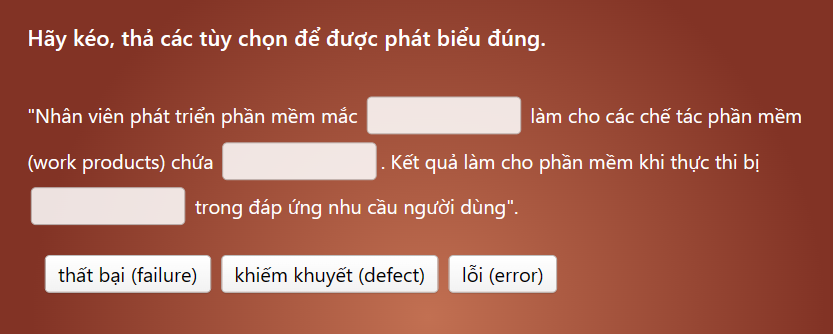 Hãy kéo, thả các tùy chọn để được phát biểu đúng.
"Nhân viên phát triển phần mềm mắc làm cho các chế tác phần mềm
(work products) chứa . Kết quả làm cho phần mềm khi thực thi bị
trong đáp ứng nhu cầu người dùng".
thất bại (failure) khiếm khuyết (defect) lỗi (error)